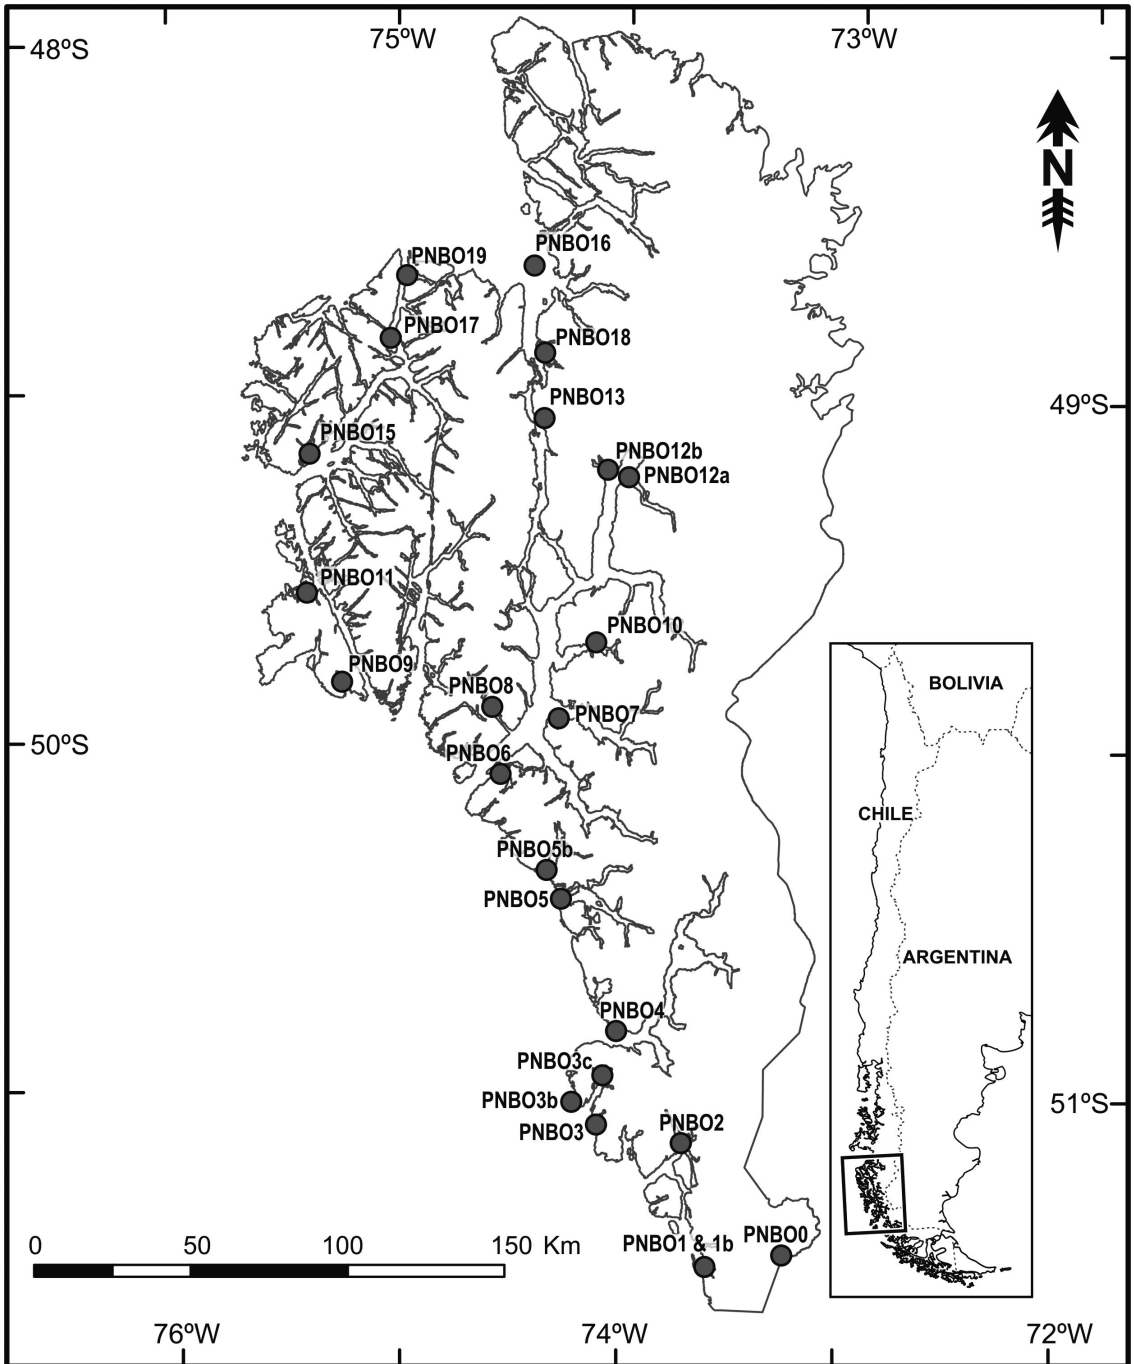 75ºW
73ºW
48ºS
N
PNBO16
PNBO19
PNBO17
PNBO18
PNBO13
49ºS
PNBO15
PNBO12b
PNBO12a
PNBO11
PNBO10
PNBO9
PNBO8
PNBO7
BOLIVIA
50ºS
PNBO6
CHILE
PNBO5b
PNBO5
ARGENTINA
PNBO4
PNBO3c
PNBO3b
51ºS
PNBO3
PNBO2
PNBO1 & 1b
PNBO0
0 50 100 150 Km
76ºW
74ºW
72ºW